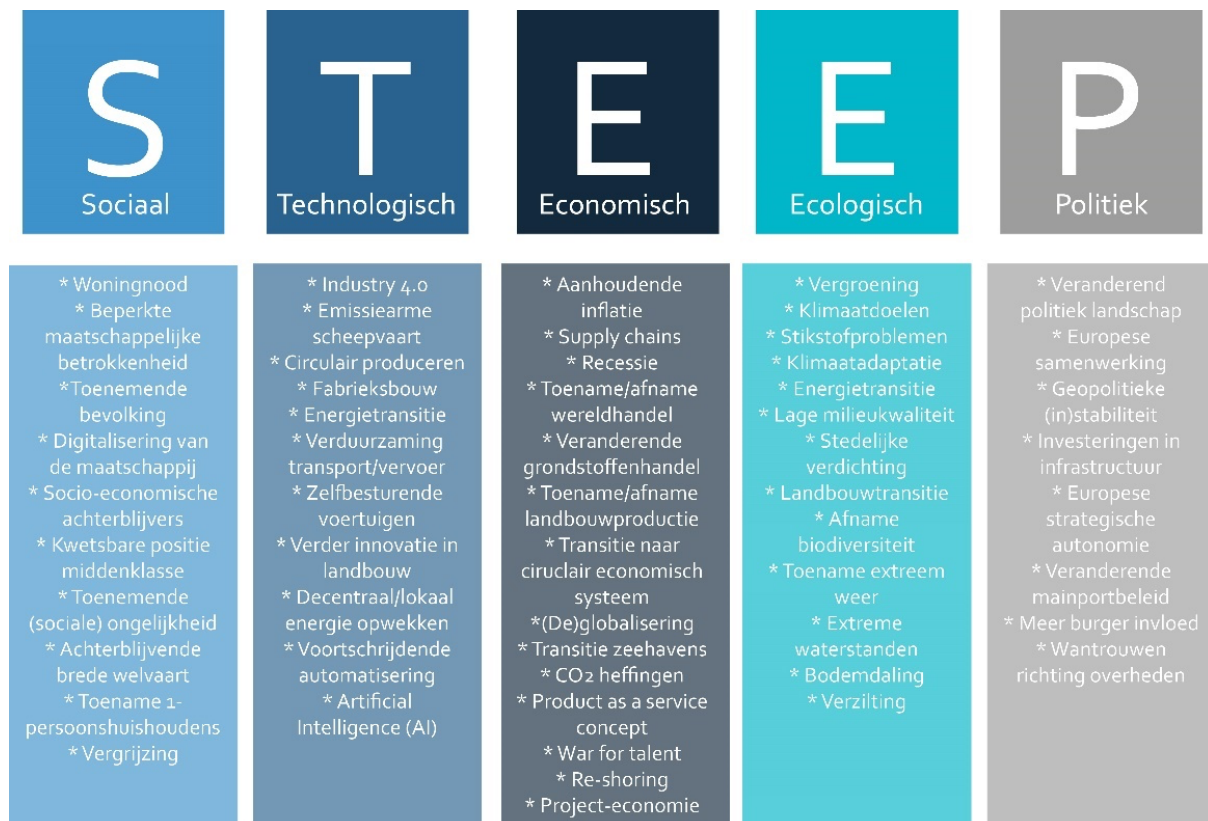 S
Sociaal
* Woningnood
* Beperkte
maatschappelijke
betrokkenheid
*Toenemende
bevolking
* Digitalisering van
de maatschappij
* Socio-economische
achterblijvers
* Kwetsbare positie
middenklasse
* Toenemende
(sociale) ongelijkheid
* Achterblijvende
brede welvaart
* Toename 1-
persoonshuishoudens
* Vergrijzing
T
Technologisch
* Industry 4.0
* Emissiearme
scheepvaart
* Circulair produceren
* Fabrieksbouw
* Energietransitie
* Verduurzaming
transport/vervoer
* Zelfbesturende
voertuigen
* Verder innovatie in
landbouw
* Decentraal/lokaal
energie opwekken
* Voortschrijdende
automatisering
* Artificial
Intelligence (AI)
E
Economisch
* Aanhoudende
inflatie
* Supply chains
* Recessie
* Toename/afname
wereldhandel
* Veranderende
grondstoffenhandel
* Toename/afname
landbouwproductie
* Transitie naar
ciruclair economisch
systeem
*(De)globalisering
* Transitie zeehavens
* CO2 heffingen
* Product as a service
concept
* War for talent
* Re-shoring
* Project-economie
E
Ecologisch
* Vergroening
* Klimaatdoelen
* Stikstofproblemen
* Klimaatadaptatie
* Energietransitie
* Lage milieukwaliteit
* Stedelijke
verdichting
* Landbouwtransitie
* Afname
biodiversiteit
* Toename extreem
weer
* Extreme
waterstanden
* Bodemdaling
* Verzilting
P
Politiek
* Veranderend
politiek landschap
* Europese
samenwerking
* Geopolitieke
(in)stabiliteit
* Investeringen in
infrastructuur
* Europese
strategische
autonomie
* Veranderende
mainportbeleid
* Meer burger invloed
* Wantrouwen
richting overheden